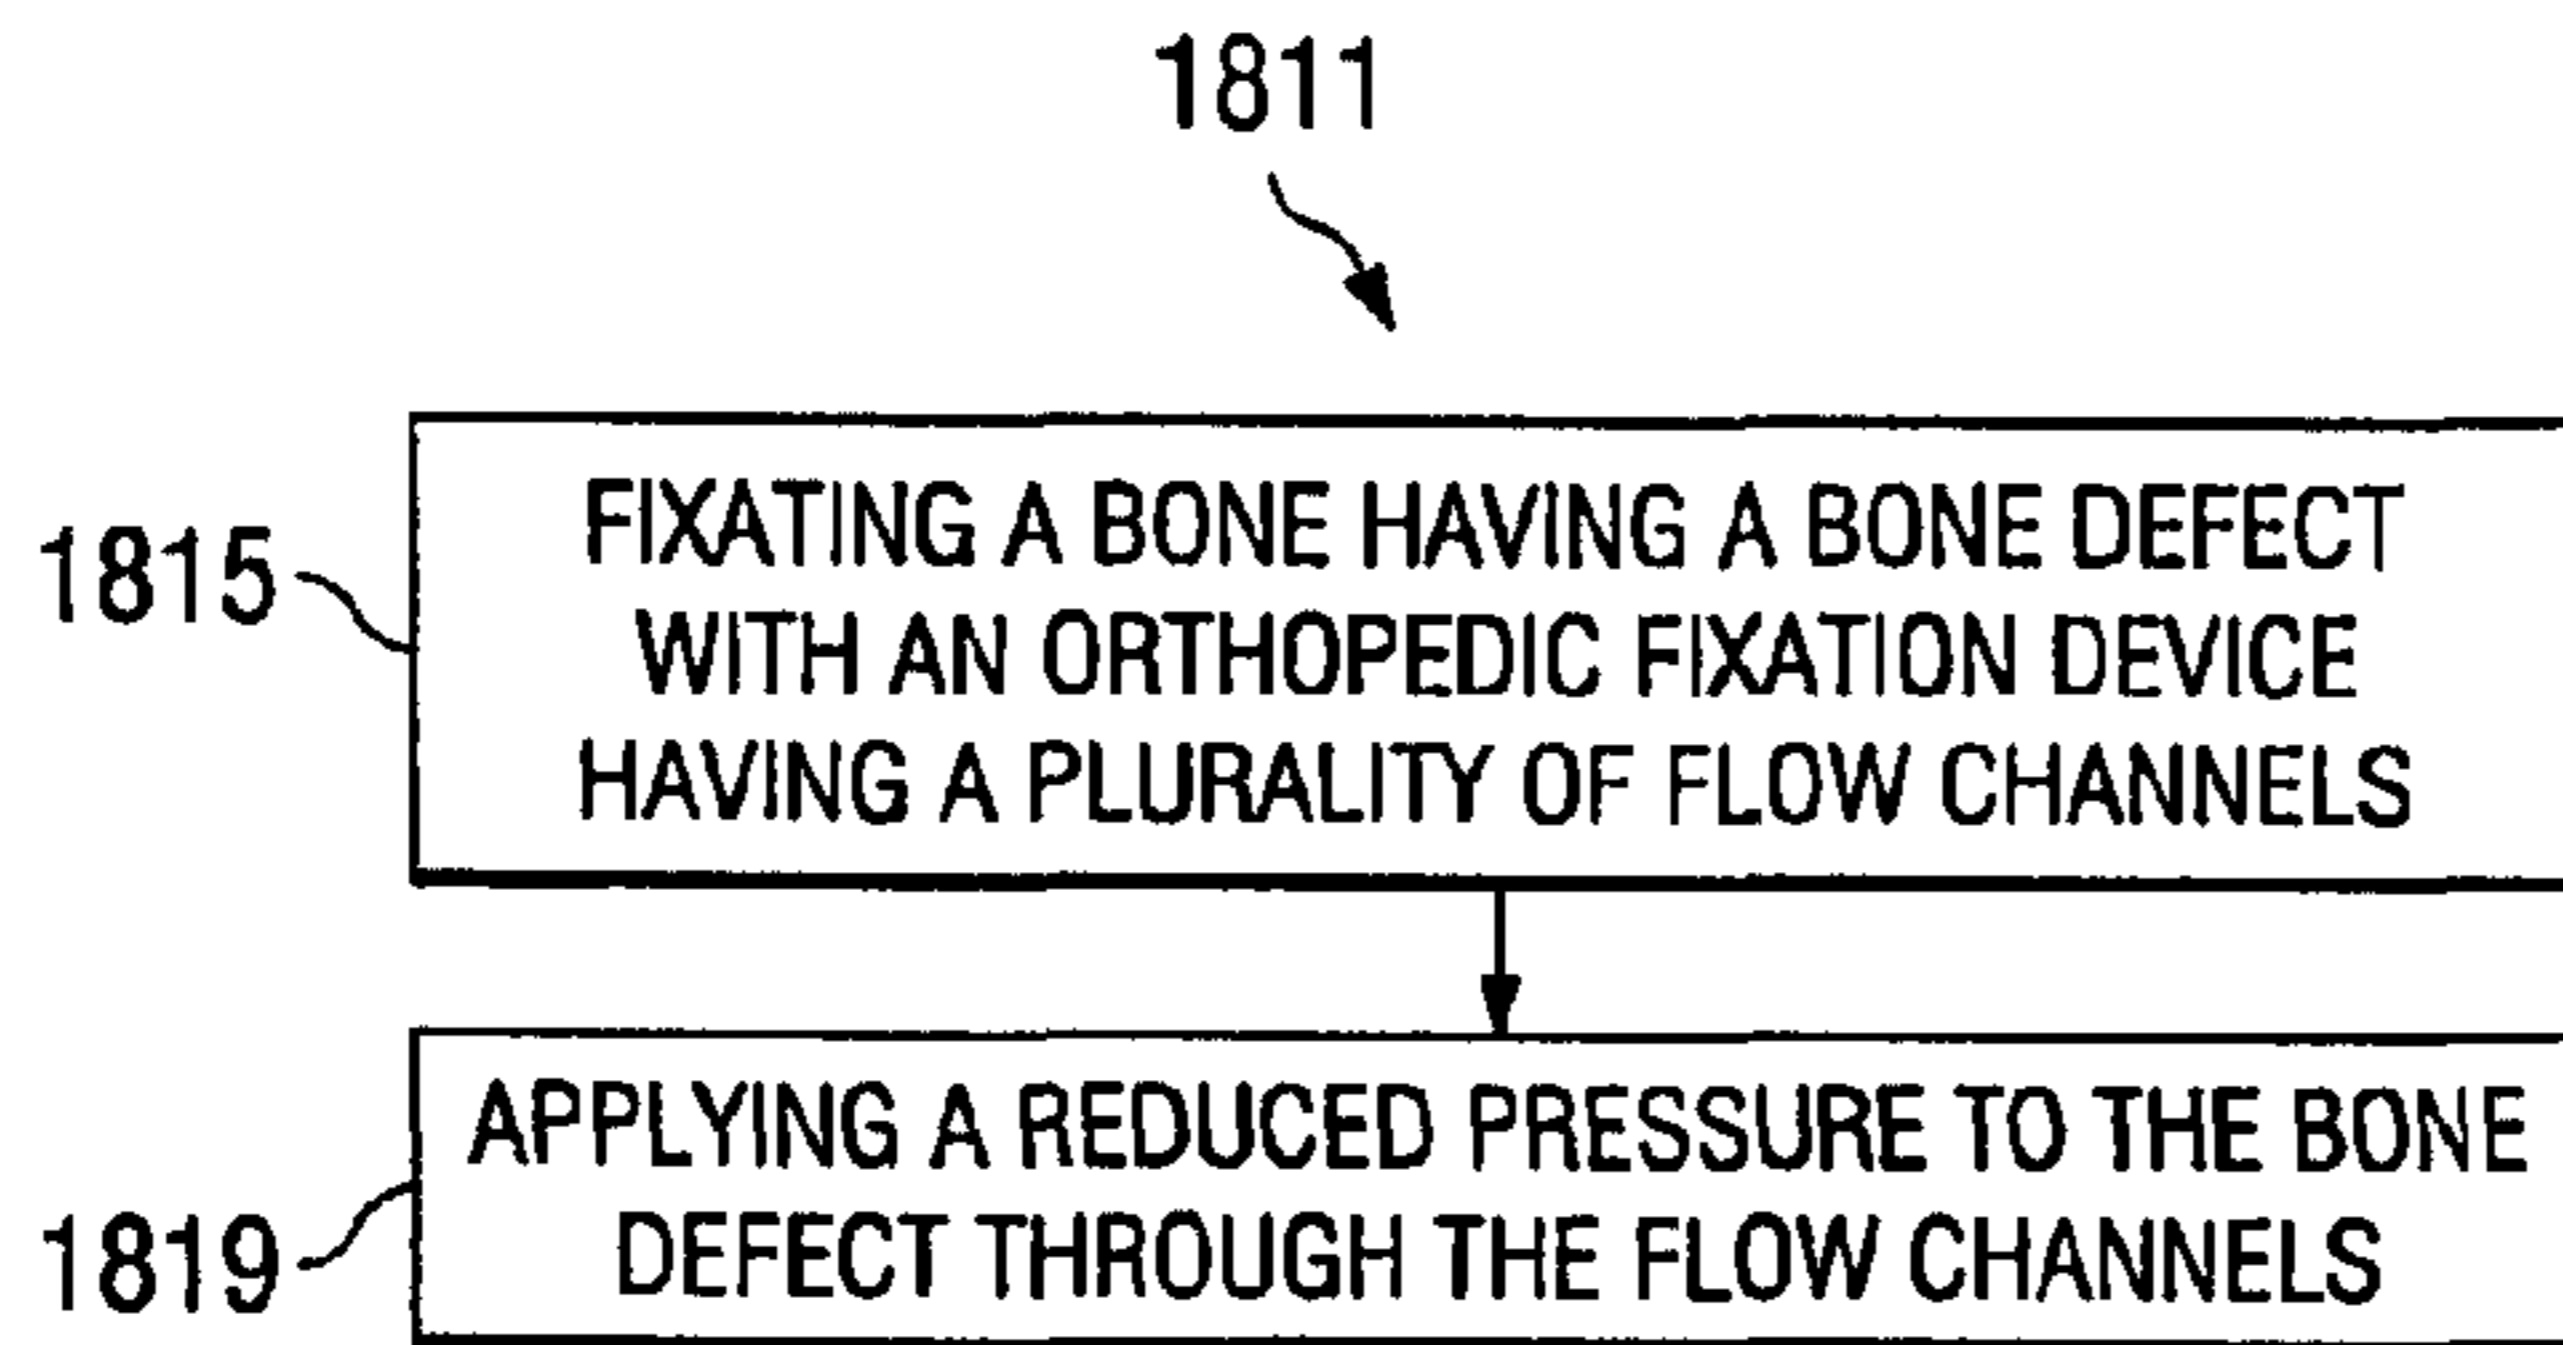 1811
1815
FIXATING A BONE HAVING A BONE DEFECT
WITH AN ORTHOPEDIC FIXATION DEVICE
HAVING A PLURALITY OF FLOW CHANNELS
1819
APPLYING A REDUCED PRESSURE TO THE BONE
DEFECT THROUGH THE FLOW CHANNELS